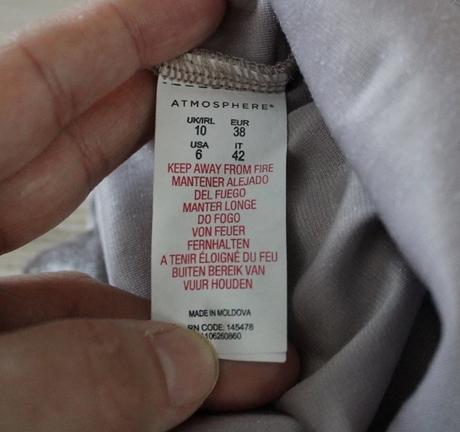 ATMOSPHERE®
UK/IRL EUR
10 38
USA IT
6 42
KEEP AWAY FROM FIRE
MANTENER ALEJADO
DEL FUEGO
MANTER LONGE
DO FOGO
VON FEUER
FERNHALTEN
A TENIR ÉLOIGNÉ DU FEU
BUITEN BEREIK VAN
VUUR HOUDEN
MADE IN MOLDOVA
RN CODE: 145478
106260860